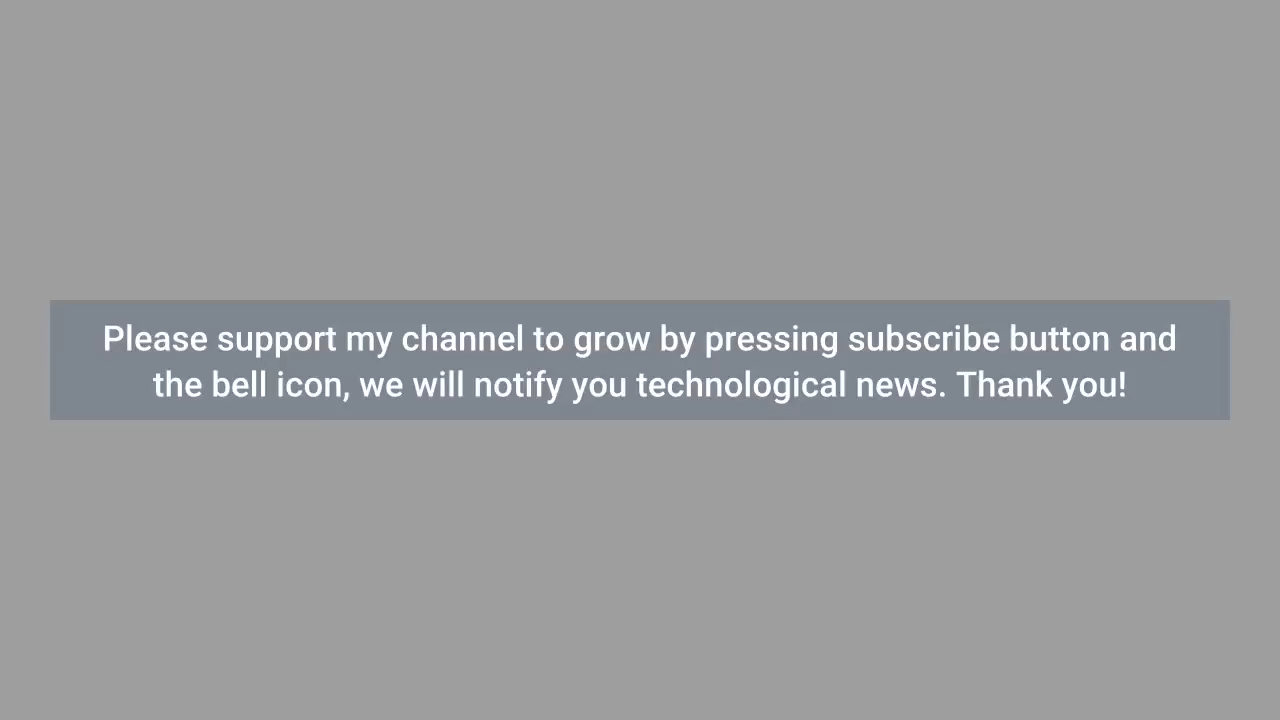 Please support my channel to grow by pressing subscribe button and
the bell icon, we will notify you technological news. Thank you!